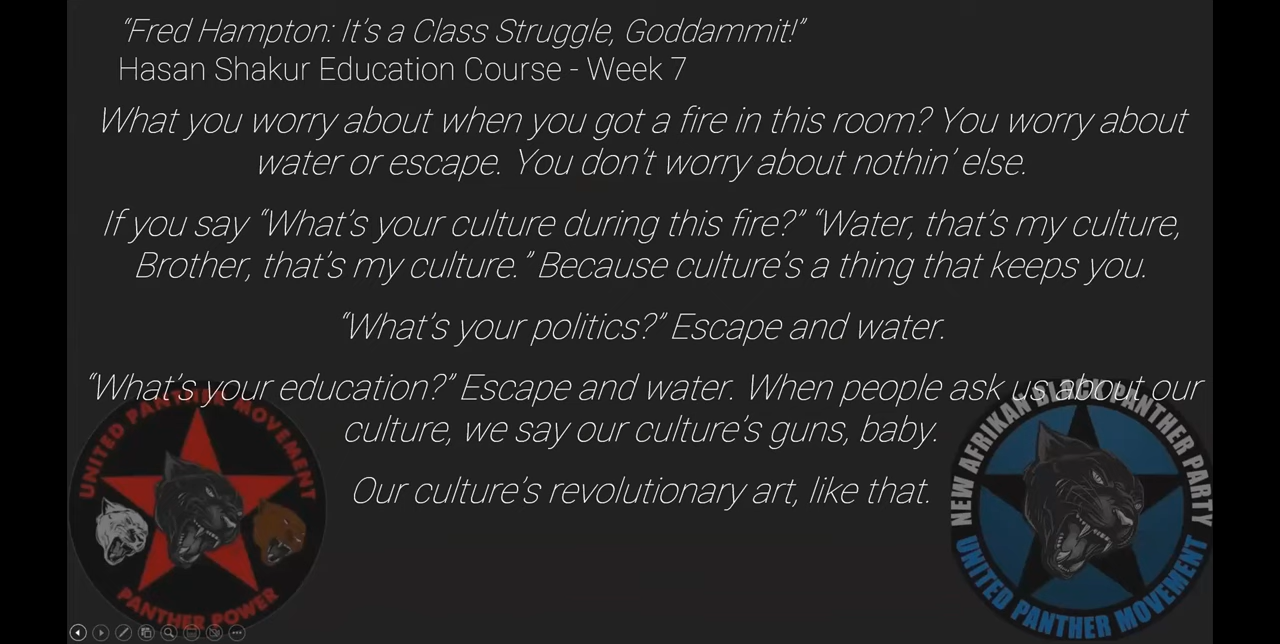 “Fred Hampton: It’s a Class Struggle, Goddammit!”
Hasan Shakur Education Course - Week 7
What you worry about when you got a fire in this room? You worry about
water or escape. You don’t worry about nothin’ else.
If you say “What’s your culture during this fire?” “Water, that’s my culture,
Brother, that’s my culture.” Because culture’s a thing that keeps you.
“What’s your politics?” Escape and water.
“What’s your education?” Escape and water. When people ask us about our
culture, we say our culture’s guns, baby.
Our culture’s revolutionary art, like that.
UNITED PANTHER MOVEMENT
PANTHER POWER
NEW AFRIKAN BLACK PANTHER PARTY
UNITED PANTHER MOVEMENT